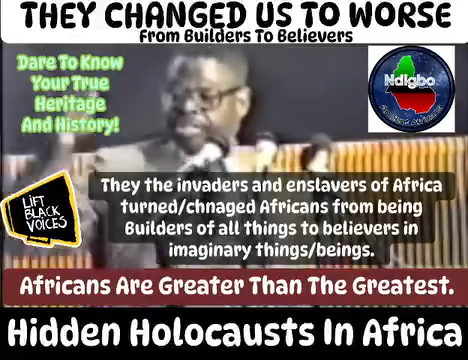 THEY CHANGED US TO WORSE
From Builders To Believers
Dare To Know
Your True
Heritage
And History!
Ndigbo
LIFT
BLACK
VOICES
They the invaders and enslavers of Africa
turned/chnaged Africans from being
Builders of all things to believers in
imaginary things/beings.
Africans Are Greater Than The Greatest.
Hidden Holocausts In Africa